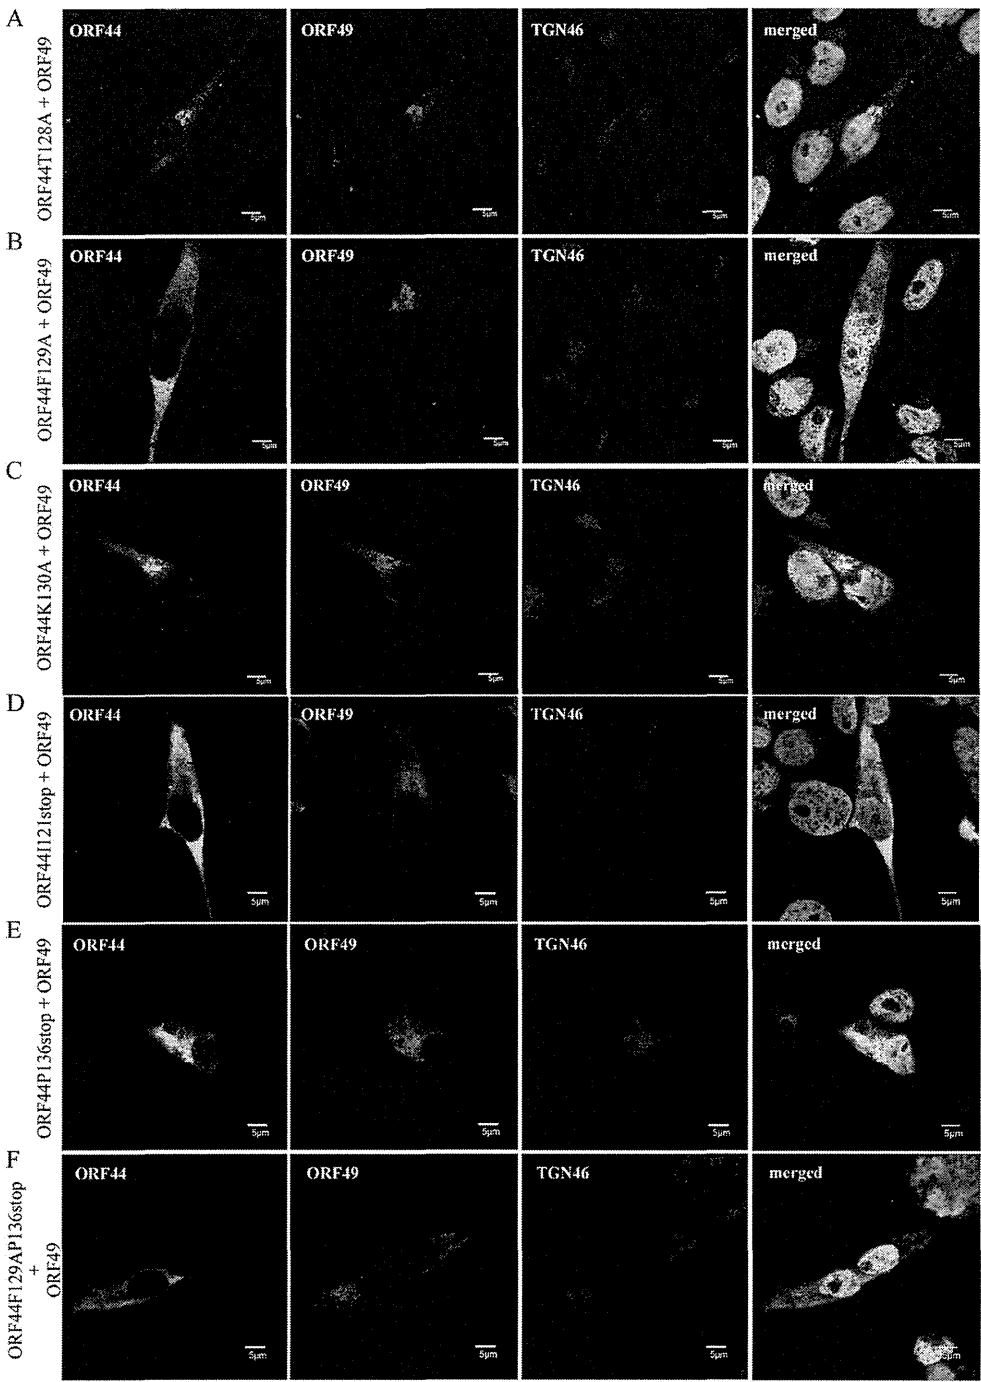 A
ORF44T128A + ORF49
ORF44
ORF49
TGN46
merged
5µm
5µm
5µm
5µm
B
ORF44F129A + ORF49
ORF44
ORF49
TGN46
merged
5µm
5µm
5µm
5µm
C
ORF44K130A + ORF49
ORF44
ORF49
TGN46
merged
5µm
5µm
5µm
5µm
D
ORF44I121stop + ORF49
ORF44
ORF49
TGN46
merged
5µm
5µm
5µm
5µm
E
ORF44P136stop + ORF49
ORF44
ORF49
TGN46
merged
5µm
5µm
5µm
5µm
F
ORF44F129AP136stop
+
ORF49
ORF44
ORF49
TGN46
merged
5µm
5µm
5µm
5µm